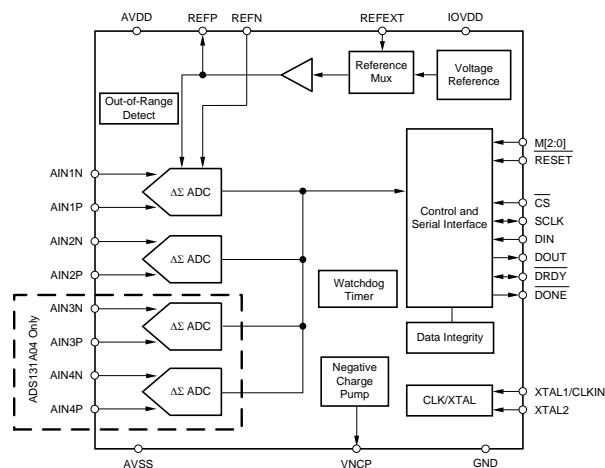 AVDD
REFP
REFN
REFEXT
IOVDD
Reference
Mux
Voltage
Reference
Out-of-Range
Detect
M[2:0]
RESET
AIN1N
AIN1P
ΔΣ ADC
Control and
Serial Interface
CS
SCLK
DIN
DOUT
DRDY
DONE
AIN2N
AIN2P
ΔΣ ADC
Watchdog
Timer
ADS131A04 Only
AIN3N
AIN3P
ΔΣ ADC
Data Integrity
AIN4N
AIN4P
ΔΣ ADC
Negative
Charge
Pump
CLK/XTAL
XTAL1/CLKIN
XTAL2
AVSS
VNCP
GND